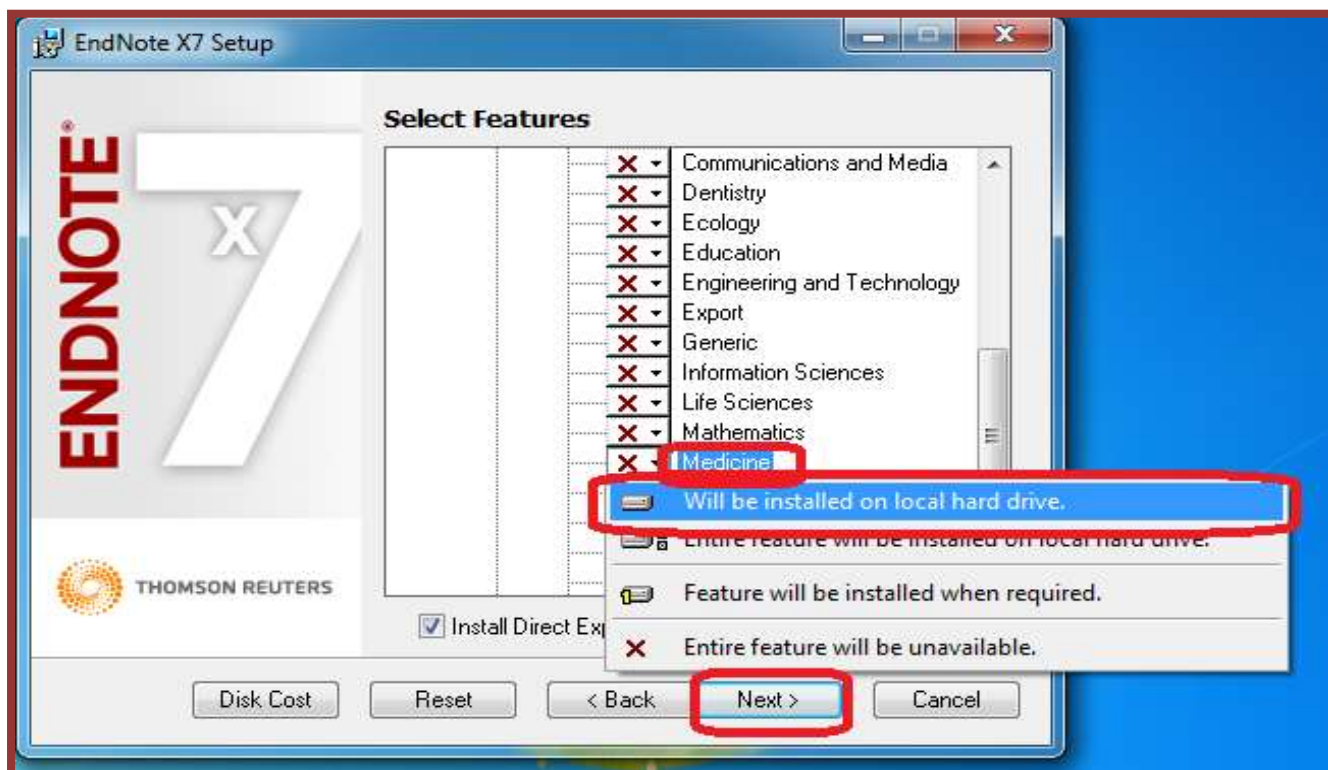 EndNote X7 Setup
ENDNOTE®
X7
Select Features
Communications and Media
Dentistry
Ecology
Education
Engineering and Technology
Export
Generic
Information Sciences
Life Sciences
Mathematics
Medicine
Will be installed on local hard drive.
Entire feature will be installed on local hard drive.
Feature will be installed when required.
Entire feature will be unavailable.
THOMSON REUTERS
Install Direct Exp
Disk Cost
Reset
< Back
Next >
Cancel